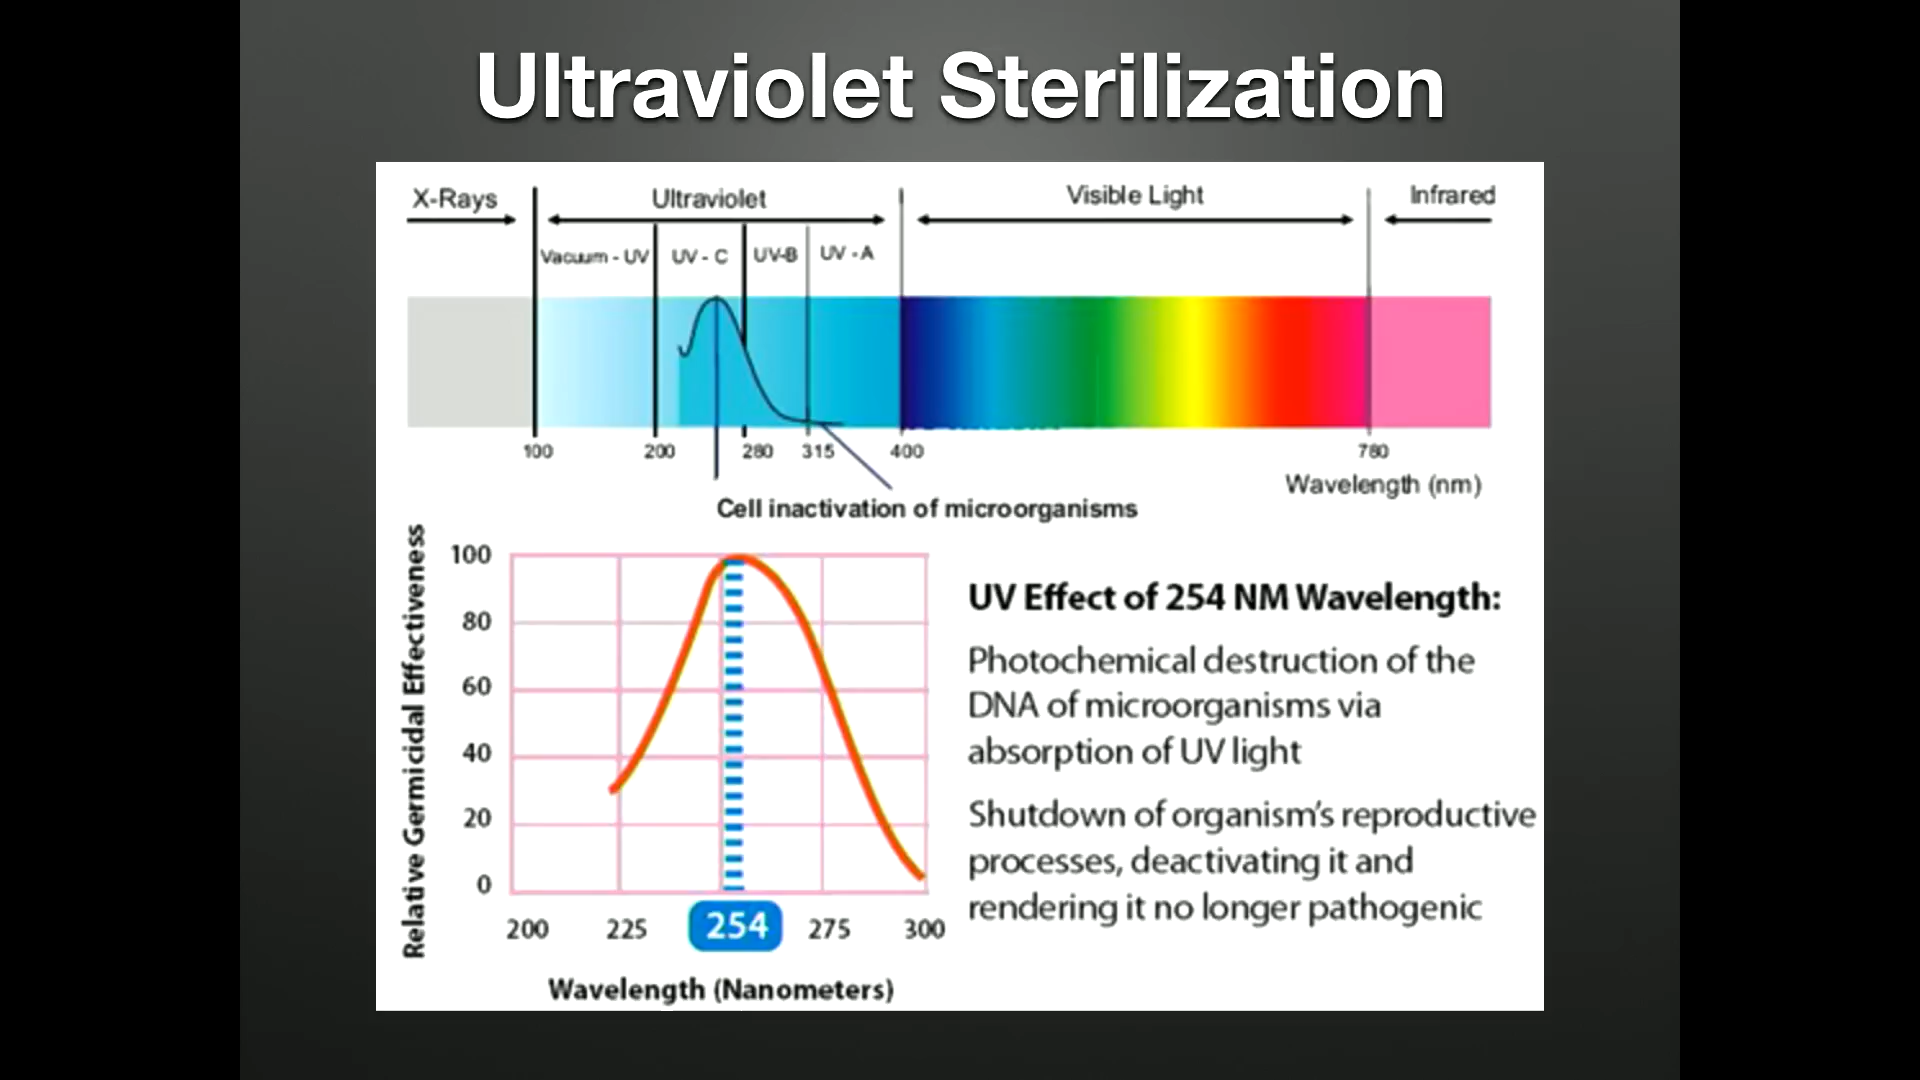 Ultraviolet Sterilization
X-Rays
Ultraviolet
Visible Light
Infrared
Vacuum - UV
UV - C
UV-B
UV - A
100
200
280
315
400
780
Wavelength (nm)
Cell inactivation of microorganisms
Relative Germicidal Effectiveness
100
80
60
40
20
0
200
225
254
275
300
Wavelength (Nanometers)
UV Effect of 254 NM Wavelength:
Photochemical destruction of the
DNA of microorganisms via
absorption of UV light
Shutdown of organism's reproductive
processes, deactivating it and
rendering it no longer pathogenic